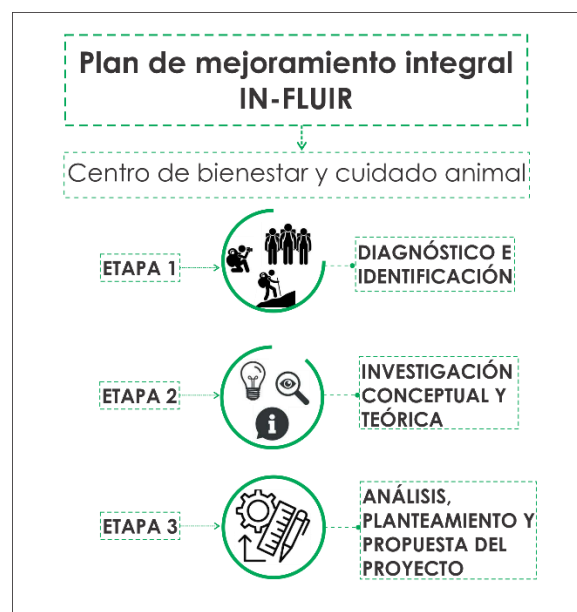 Plan de mejoramiento integral
IN-FLUIR
Centro de bienestar y cuidado animal
ETAPA 1
DIAGNÓSTICO E
IDENTIFICACIÓN
ETAPA 2
INVESTIGACIÓN
CONCEPTUAL Y
TEÓRICA
ETAPA 3
ANÁLISIS,
PLANTEAMIENTO Y
PROPUESTA DEL
PROYECTO